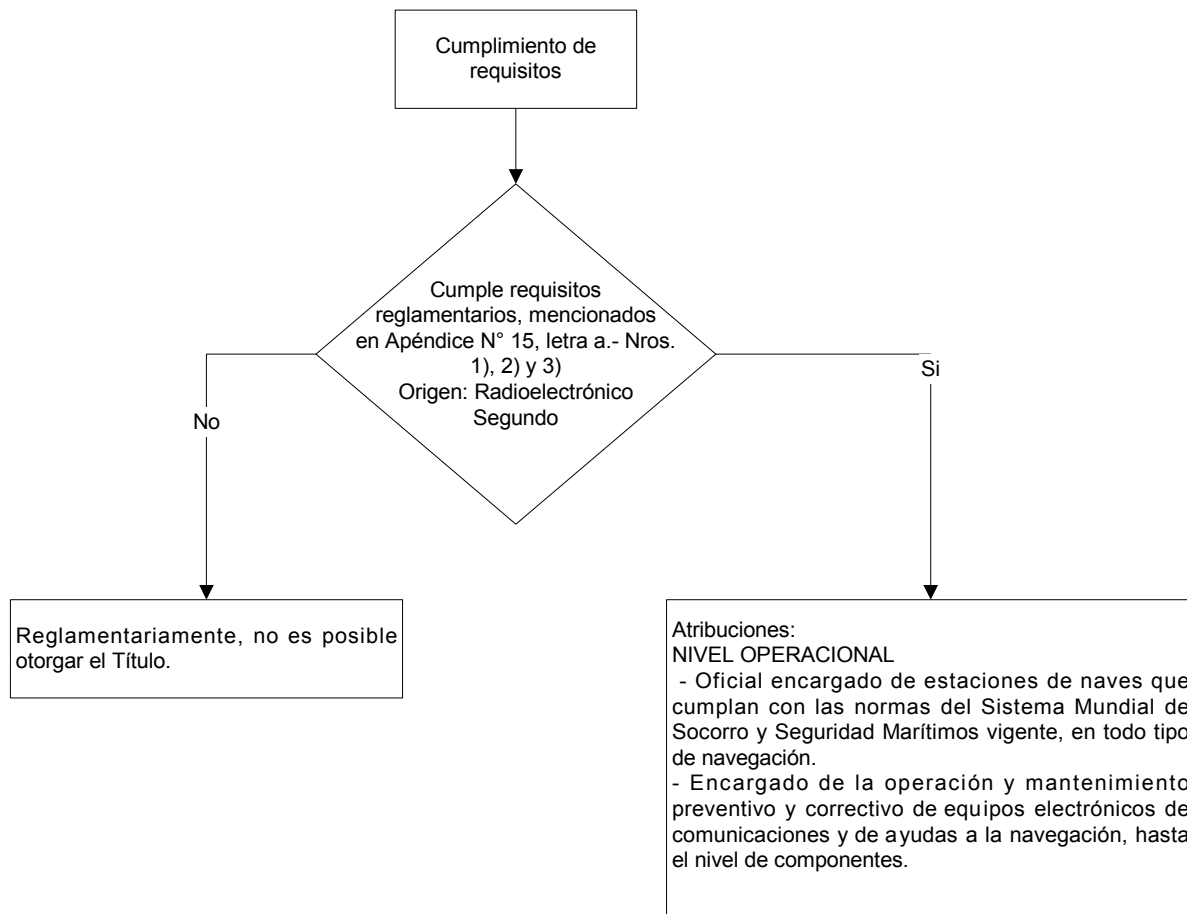 Cumplimiento de
requisitos
Cumple requisitos
reglamentarios, mencionados
en Apéndice N° 15, letra a.- Nros.
1), 2) y 3)
Origen: Radioelectrónico
Segundo
No
Si
Reglamentariamente, no es posible
otorgar el Título.
Atribuciones:
NIVEL OPERACIONAL
- Oficial encargado de estaciones de naves que
cumplan con las normas del Sistema Mundial de
Socorro y Seguridad Marítimos vigente, en todo tipo
de navegación.
- Encargado de la operación y mantenimiento
preventivo y correctivo de equipos electrónicos de
comunicaciones y de ayudas a la navegación, hasta
el nivel de componentes.